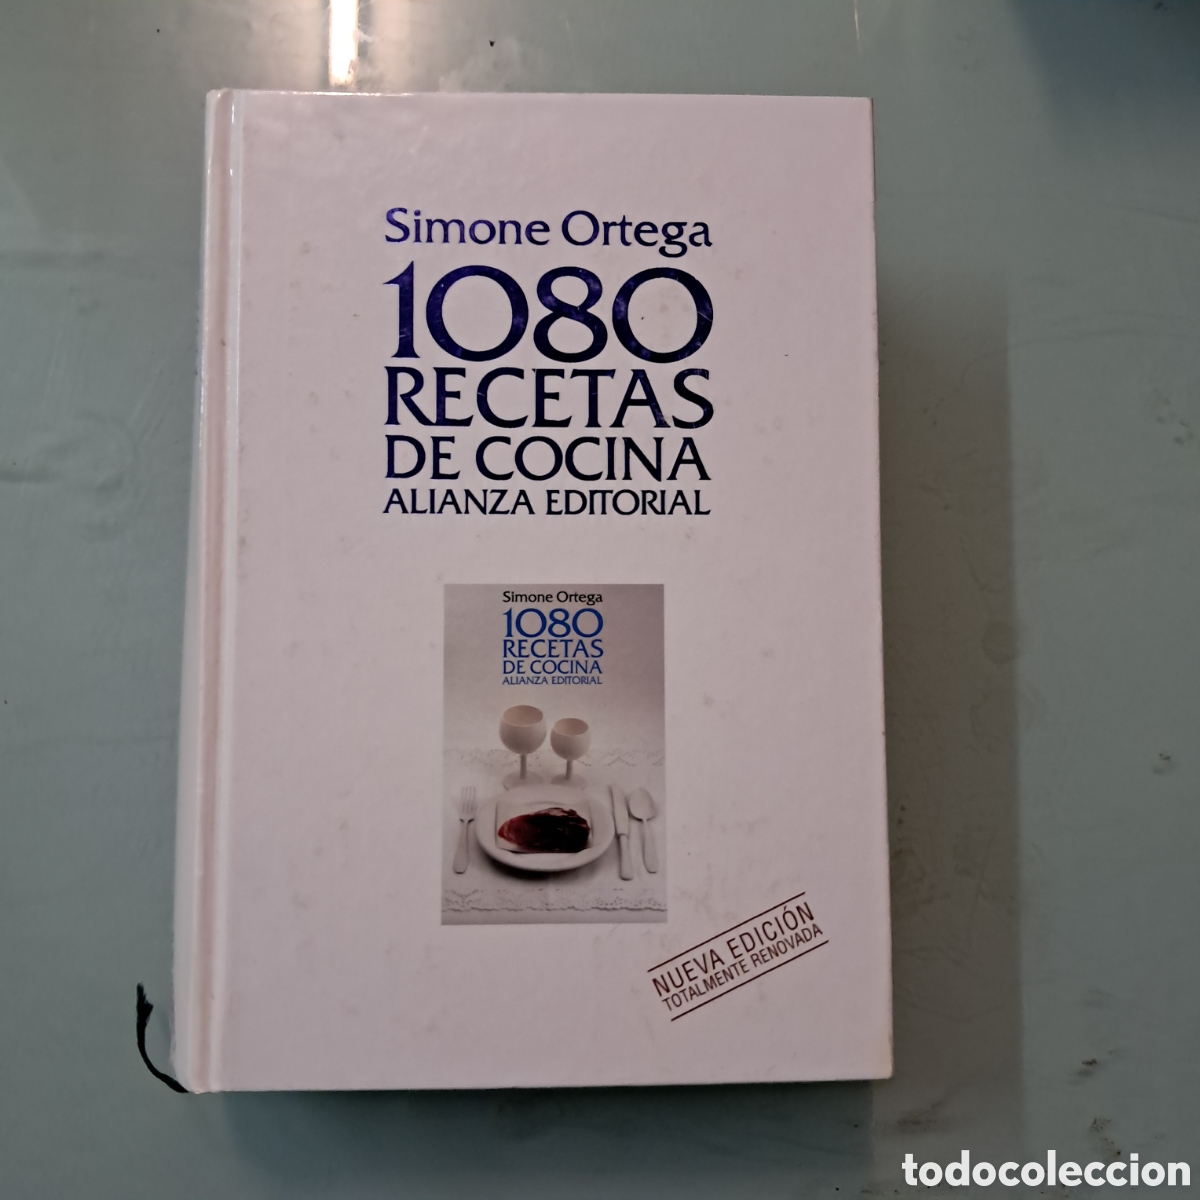 Simone Ortega
1080
RECETAS
DE COCINA
ALIANZA EDITORIAL
Simone Ortega
1080
RECETAS
DE COCINA
ALIANZA EDITORIAL
NUEVA EDICIÓN
TOTALMENTE RENOVADA
todocoleccion